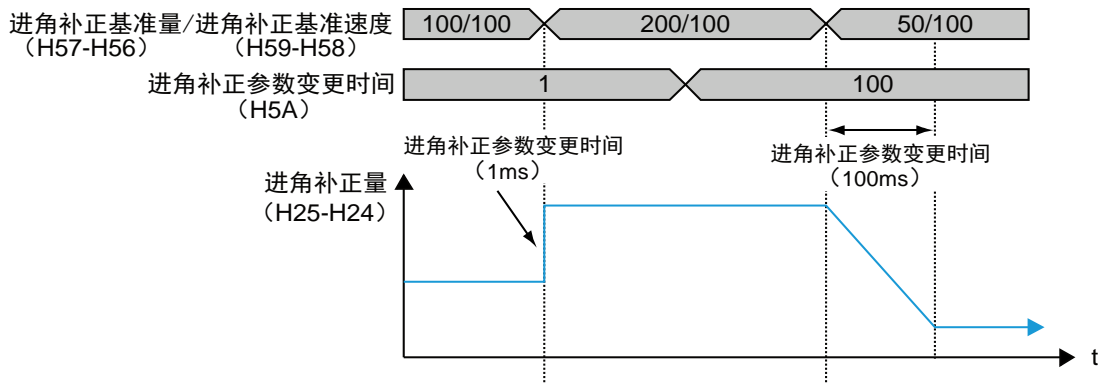 进角补正基准量/进角补正基准速度
（H57-H56）
（H59-H58）
100/100
200/100
50/100
进角补正参数变更时间
（H5A）
1
100
进角补正参数变更时间
（1ms）
进角补正参数变更时间
（100ms）
进角补正量
（H25-H24）
t